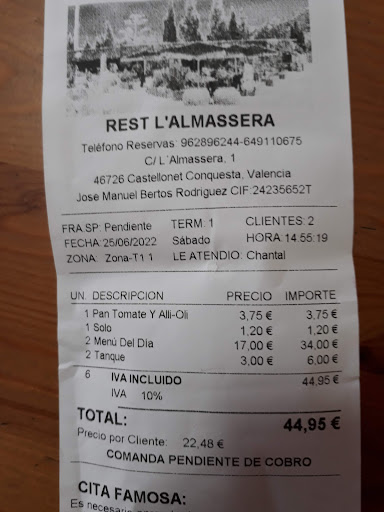 REST L'ALMASSERA
Teléfono Reservas: 962896244-649110675
C/ L´Almassera, 1
46726 Castellonet Conquesta, Valencia
Jose Manuel Bertos Rodriguez CIF:24235652T
FRA SP: Pendiente TERM. 1 CLIENTES: 2
FECHA:25/06/2022 Sábado HORA:14:55:19
ZONA: Zona-T1 1 LE ATENDIO: Chantal
UN. DESCRIPCION PRECIO IMPORTE
1 Pan Tomate Y Alli-Oli 3,75 € 3,75 €
1 Solo 1,20 € 1,20 €
2 Menú Del Día 17,00 € 34,00 €
2 Tanque 3,00 € 6,00 €
6 IVA INCLUIDO 44,95 €
IVA 10%
TOTAL: 44,95 €
Precio por Cliente: 22,48 €
COMANDA PENDIENTE DE COBRO
CITA FAMOSA:
Es necesario